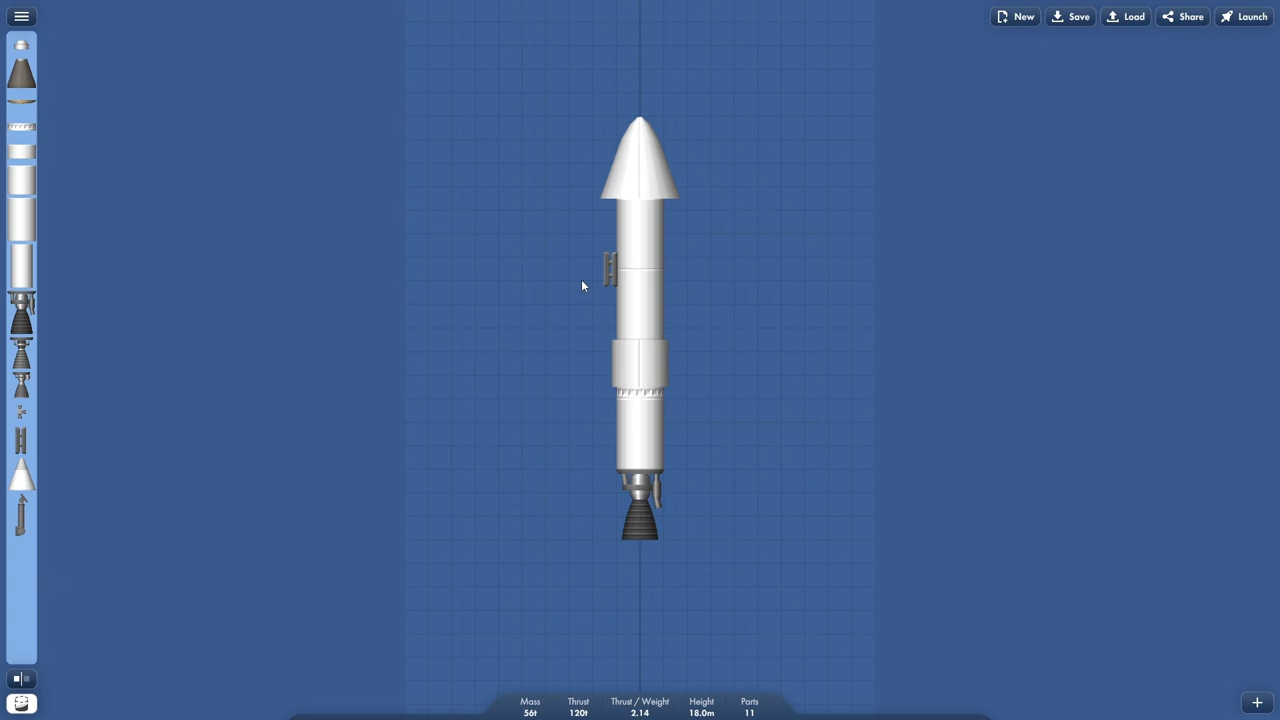 New Save Load Share Launch
Mass Thrust Thrust / Weight Height Parts
56t 120t 2.14 18.0m 11